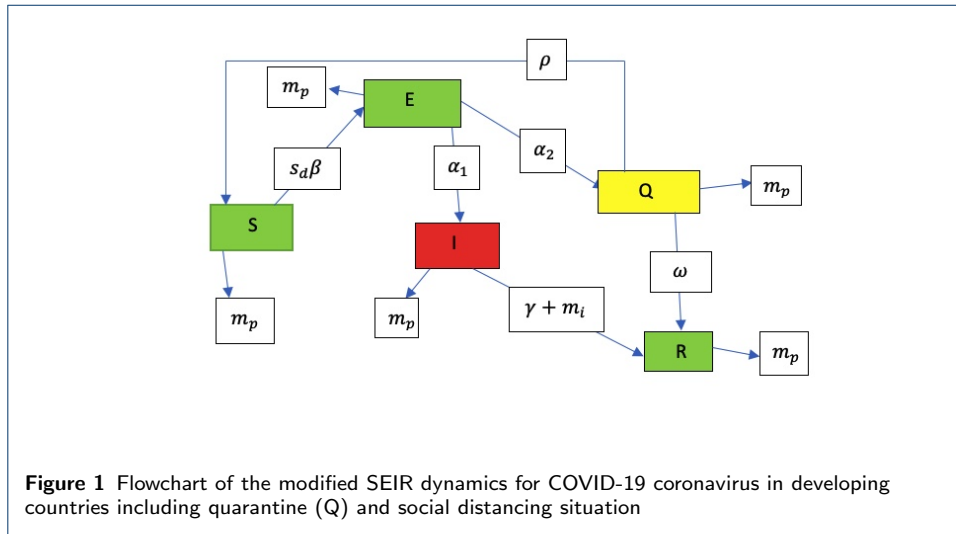 ρ
m_p
E
s_dβ
α_1
α_2
Q
m_p
S
I
ω
m_p
m_p
γ + m_i
R
m_p
Figure 1 Flowchart of the modified SEIR dynamics for COVID-19 coronavirus in developing
countries including quarantine (Q) and social distancing situation